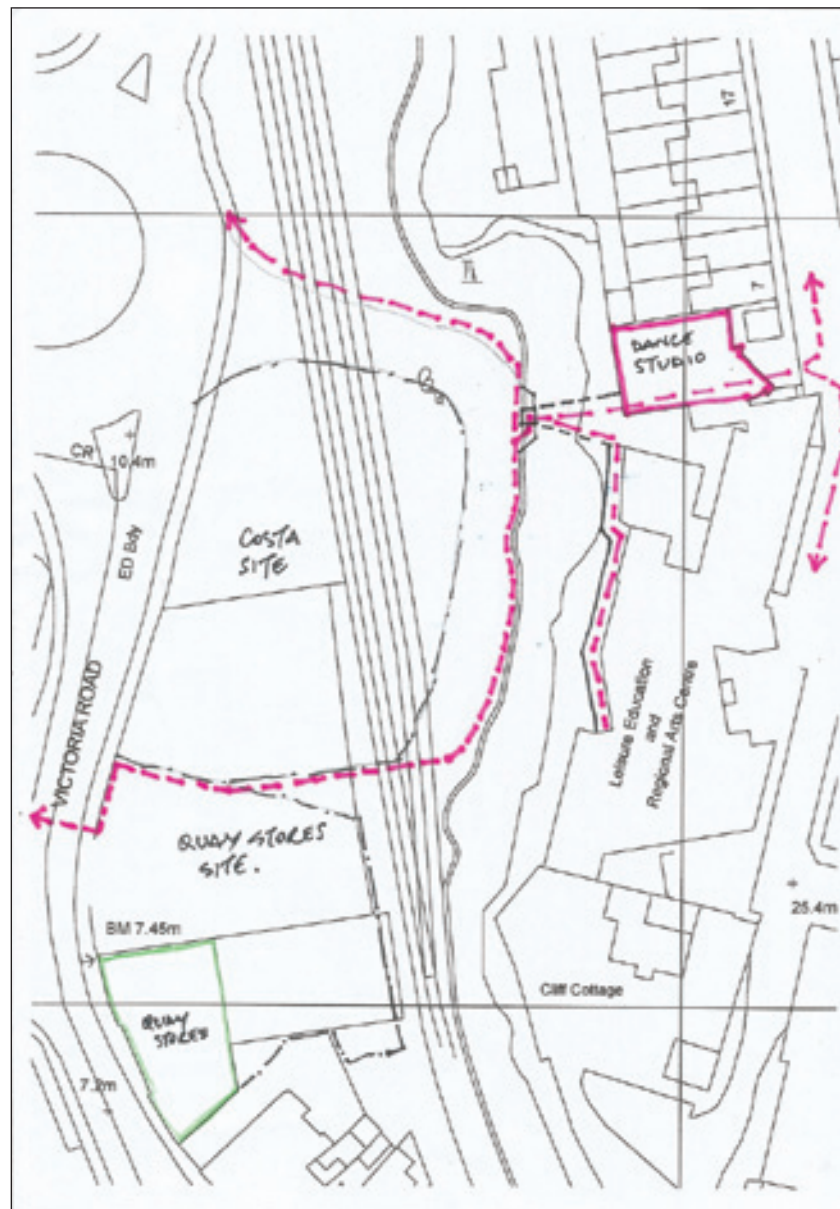 17
7
DANCE
STUDIO
CR
10.4m
ED Bdy
COSTA
SITE
VICTORIA ROAD
Leisure Education
and
Regional Arts Centre
QUAY STORES
SITE.
25.4m
BM 7.45m
Cliff Cottage
QUAY
STORES
7.2m